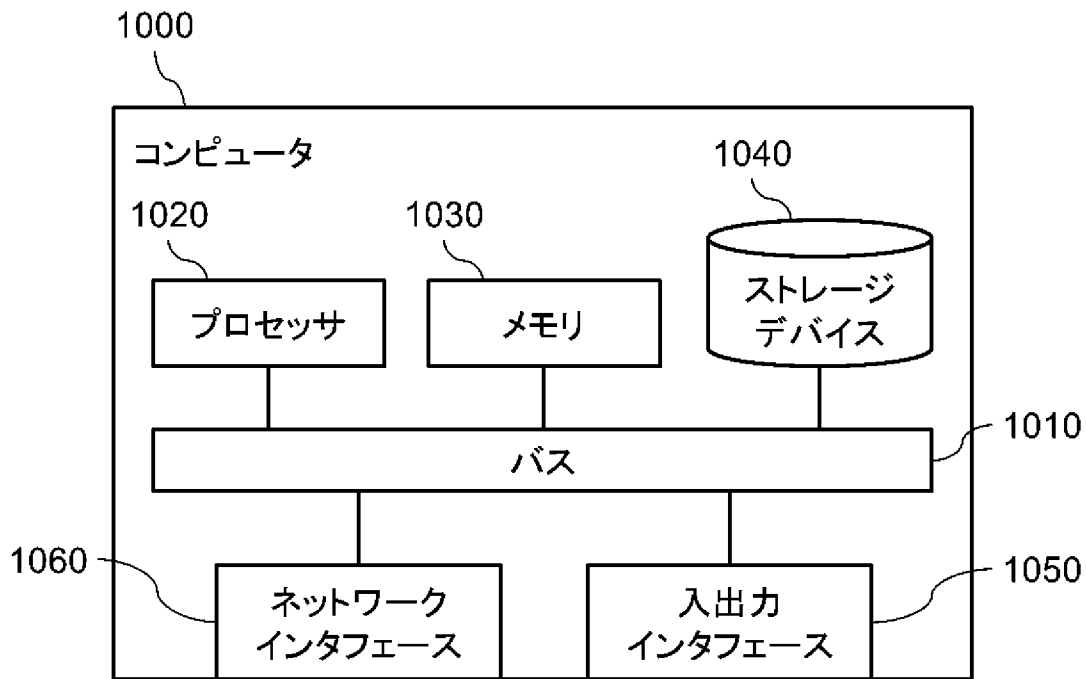 1000
コンピュータ
1020
1030
1040
プロセッサ
メモリ
ストレージ
デバイス
バス
1010
1060
ネットワーク
インタフェース
入出力
インタフェース
1050